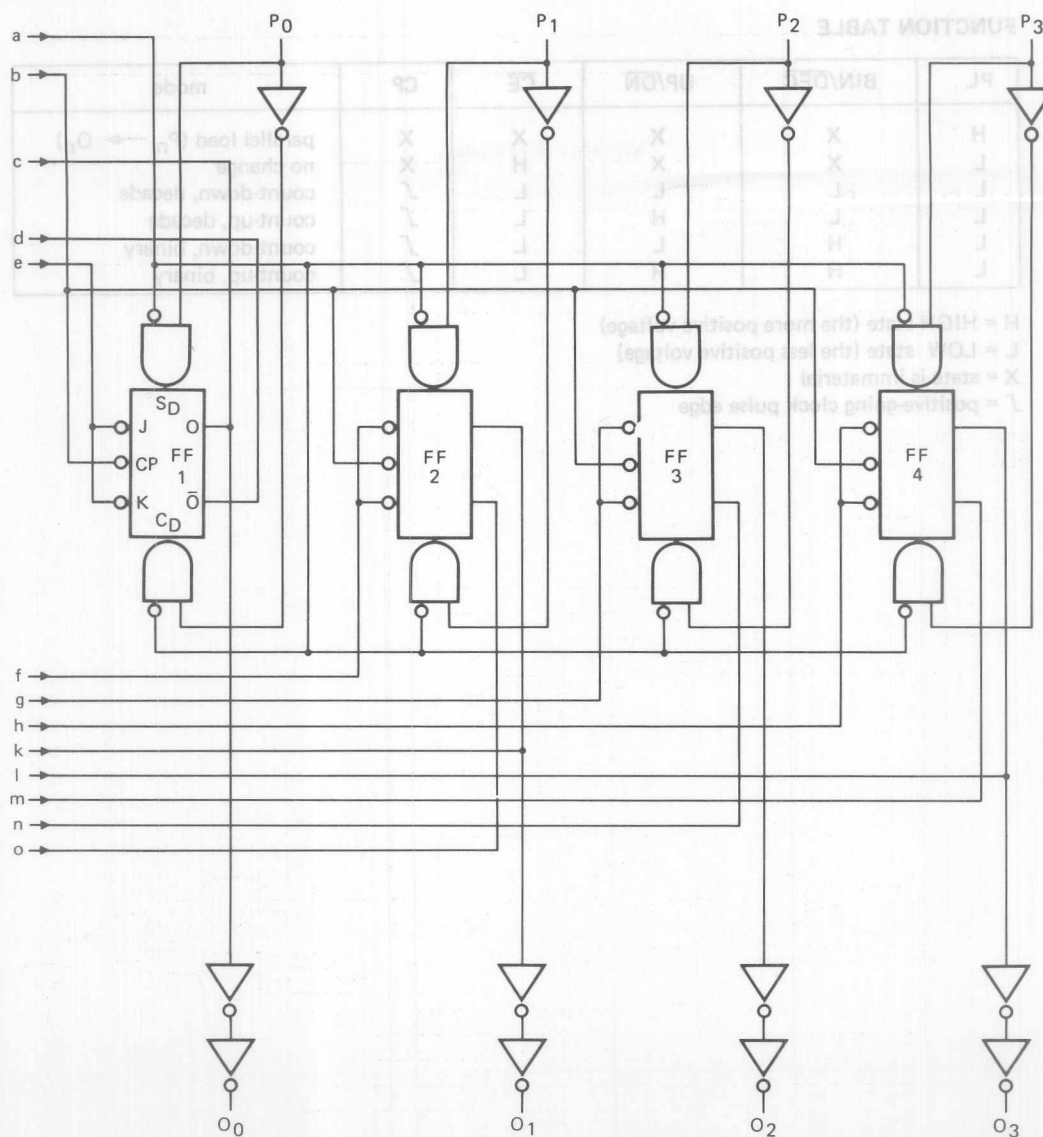 P0 P1 P2 P3
a
b
c
d
e
SD
J O
CP FF 1
K Ō
CD
FF 2
FF 3
FF 4
f
g
h
k
l
m
n
o
O0 O1 O2 O3
FUNCTION TABLE
PL BIN/DEC UP/DN CE CP mode
H X X X X parallel load (Pn → On)
L X X H X no change
L L L L ∫ count-down, decade
L L H L ∫ count-up, decade
L H L L ∫ count-down, binary
L H H L ∫ count-up, binary
H = HIGH state (the more positive voltage)
L = LOW state (the less positive voltage)
X = state is immaterial
∫ = positive-going clock pulse edge